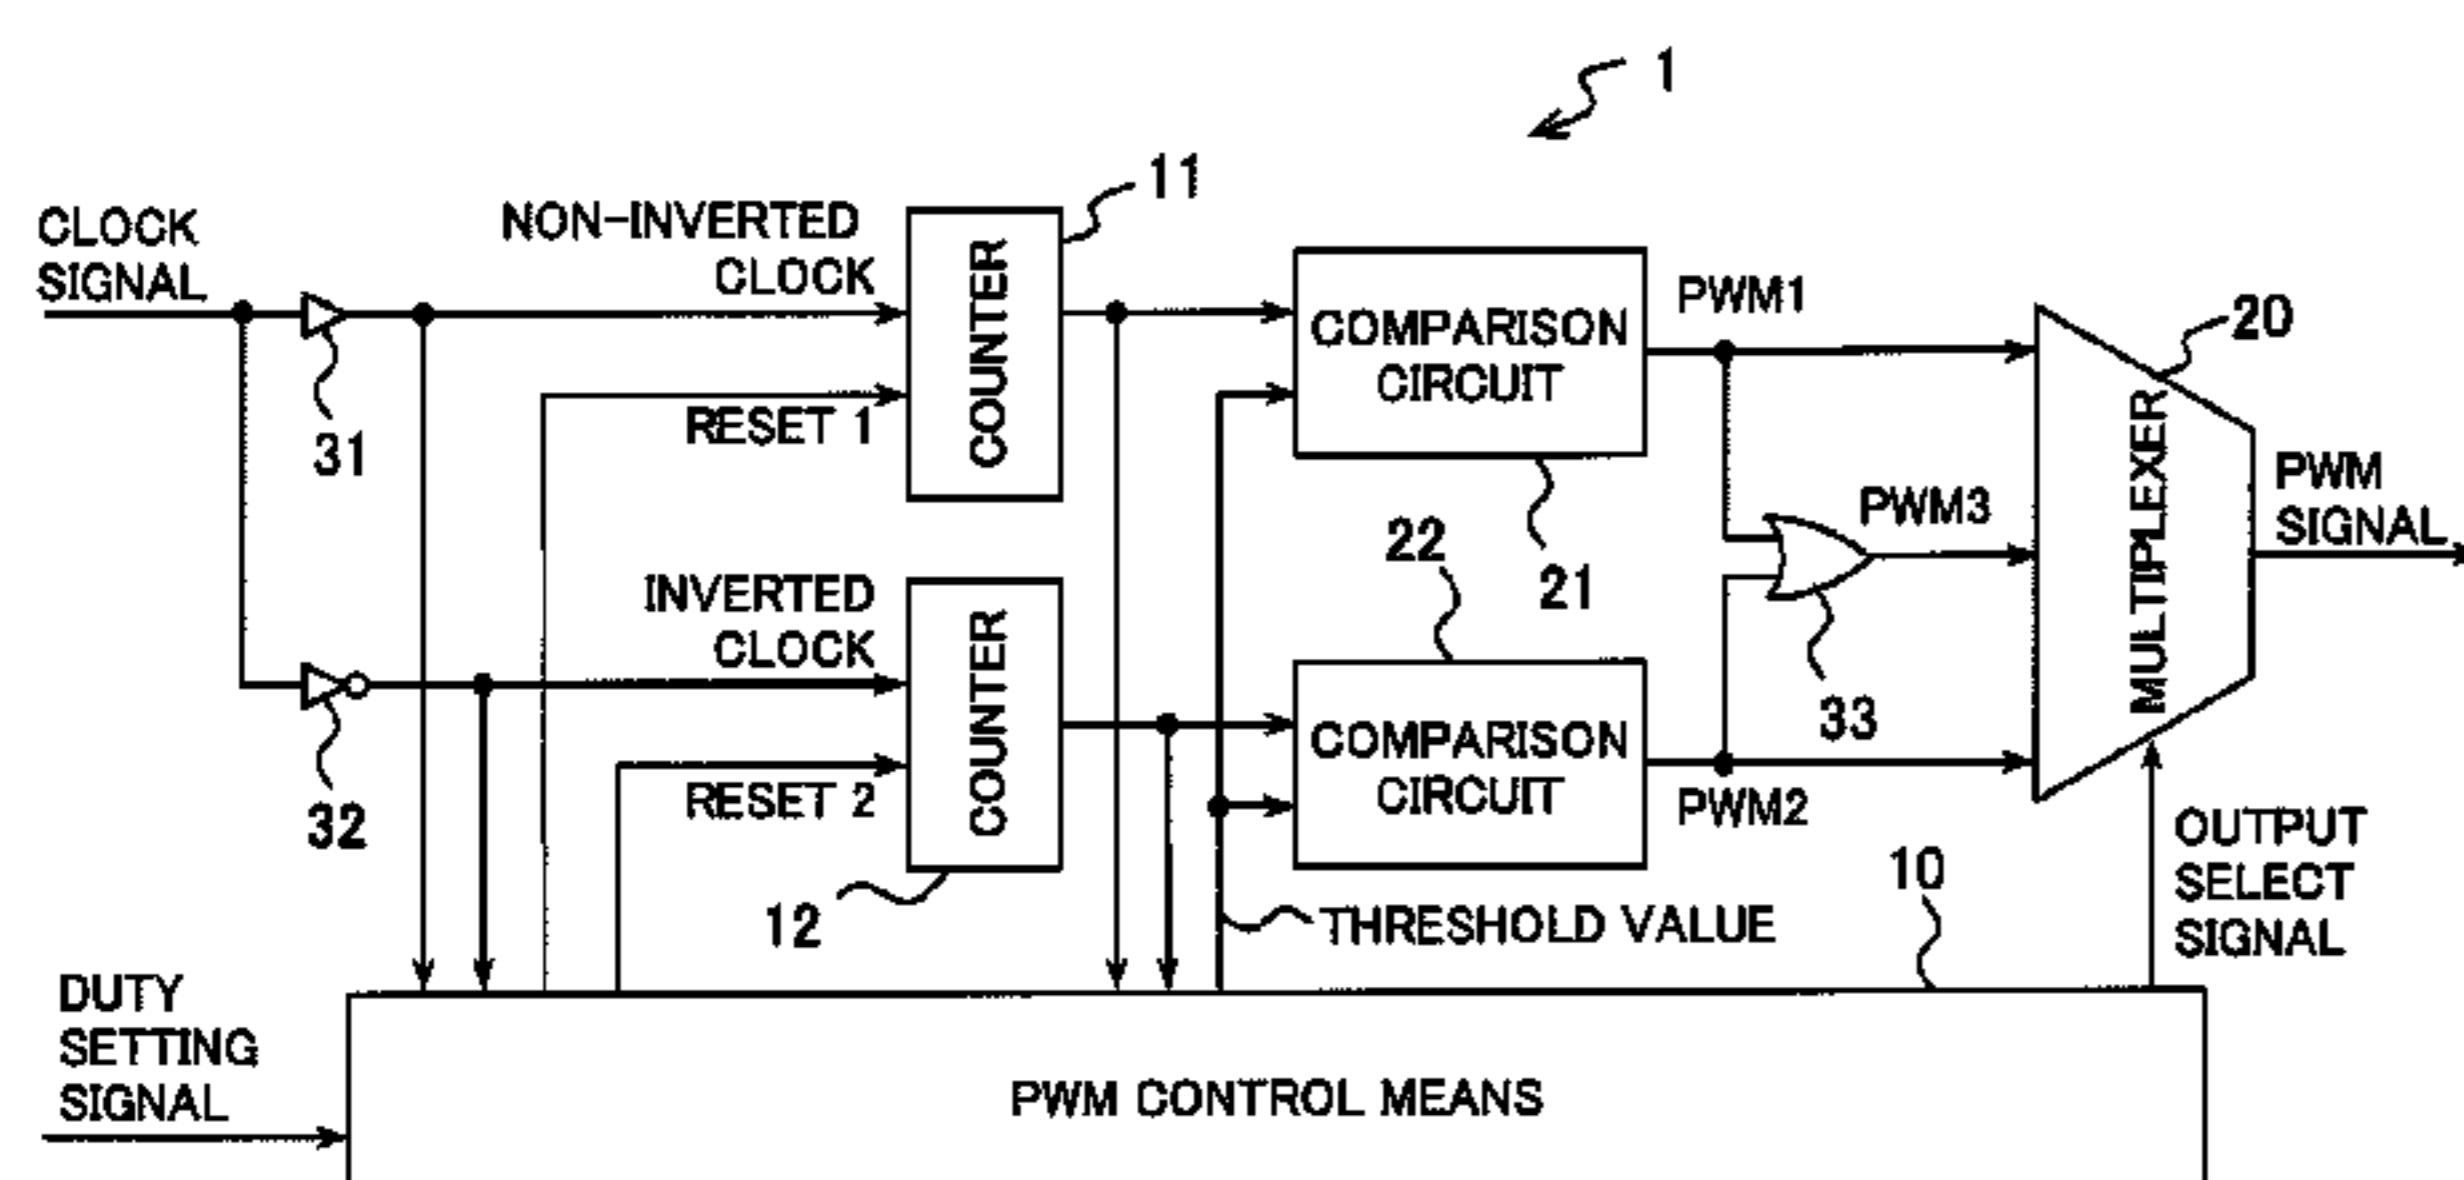 1
11
CLOCK
SIGNAL
NON-INVERTED
CLOCK
COUNTER
COMPARISON
CIRCUIT
PWM1
20
31
RESET 1
MULTIPLEXER
PWM
SIGNAL
PWM3
22
21
INVERTED
CLOCK
COUNTER
COMPARISON
CIRCUIT
33
32
RESET 2
PWM2
12
THRESHOLD VALUE
10
OUTPUT
SELECT
SIGNAL
DUTY
SETTING
SIGNAL
PWM CONTROL MEANS